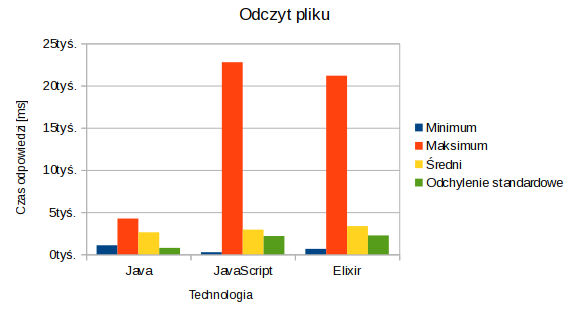 Odczyt pliku
25tyś.
20tyś.
15tyś.
10tyś.
5tyś.
0tyś.
Czas odpowiedzi [ms]
Java
JavaScript
Elixir
Technologia
Minimum
Maksimum
Średni
Odchylenie standardowe